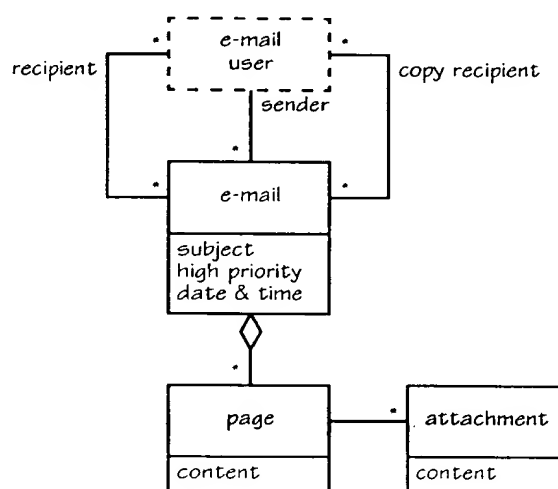 e-mail
user
recipient
copy recipient
sender
e-mail
subject
high priority
date & time
page
attachment
content
content